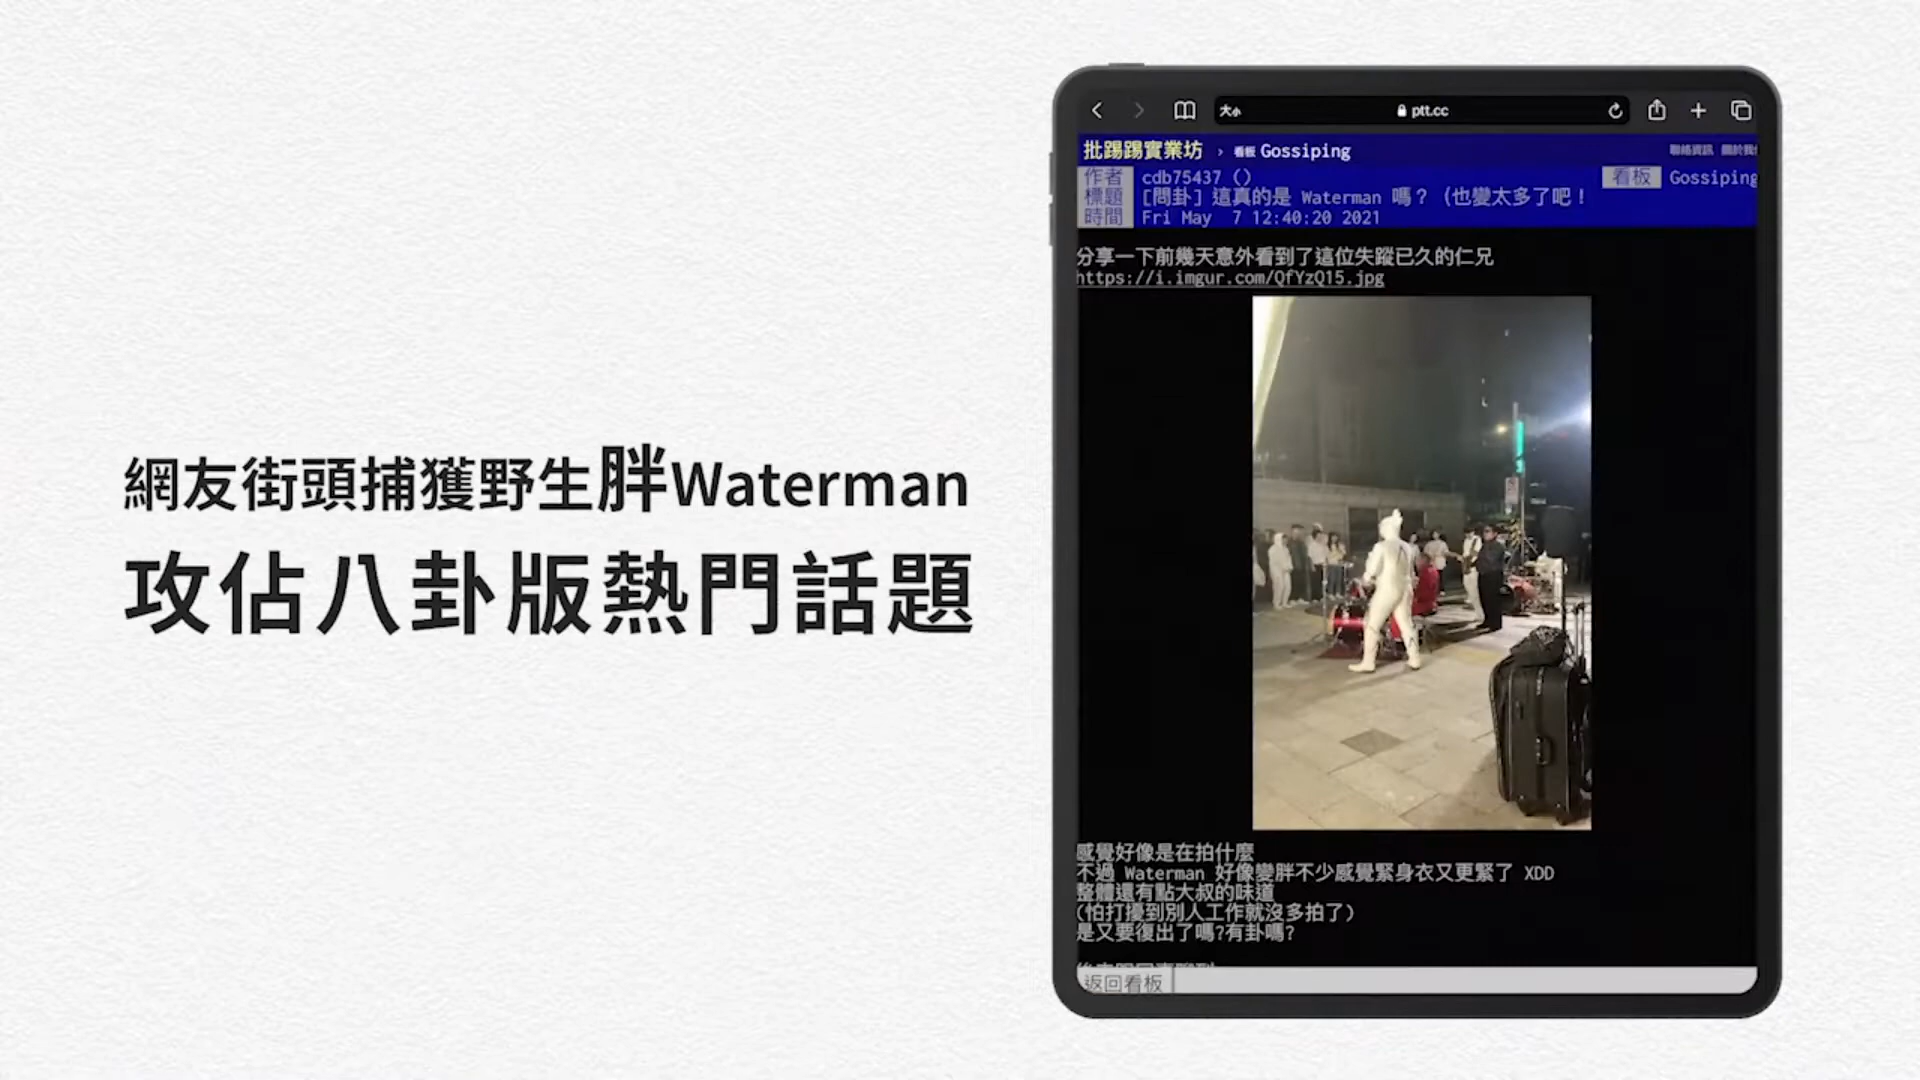 網友街頭捕獲野生胖Waterman
攻佔八卦版熱門話題
大小 ptt.cc
批踢踢實業坊 › 看板 Gossiping 聯絡資訊
作者 cdb75437 () 看板 Gossiping
標題 [問卦] 這真的是 Waterman 嗎？ (也變太多了吧！
時間 Fri May 7 12:40:20 2021
分享一下前幾天意外看到了這位失蹤已久的仁兄
https://i.imgur.com/QfYzQ15.jpg
感覺好像是在拍什麼
不過 Waterman 好像變胖不少感覺緊身衣又更緊了 XDD
整體還有點大叔的味道
(怕打擾到別人工作就沒多拍了)
是又要復出了嗎?有卦嗎?
返回看板